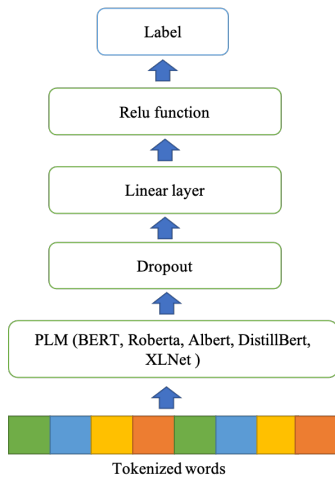 Label
Relu function
Linear layer
Dropout
PLM (BERT, Roberta, Albert, DistillBert,
XLNet )
Tokenized words